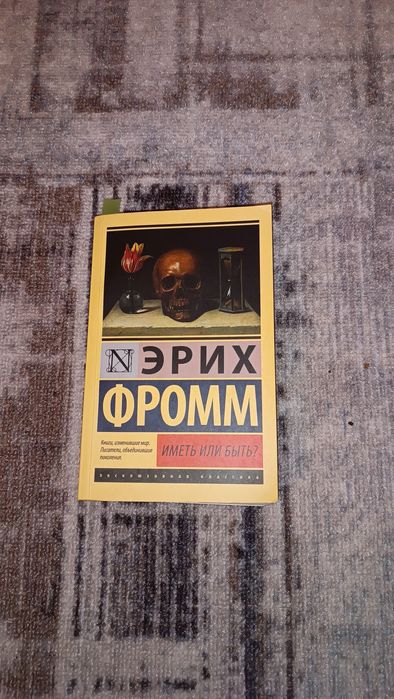 N ЭРИХ
ФРОММ
Книги, изменившие мир.
Писатели, объединившие
поколения.
ИМЕТЬ ИЛИ БЫТЬ?
ЭКСКЛЮЗИВНАЯ КЛАССИКА